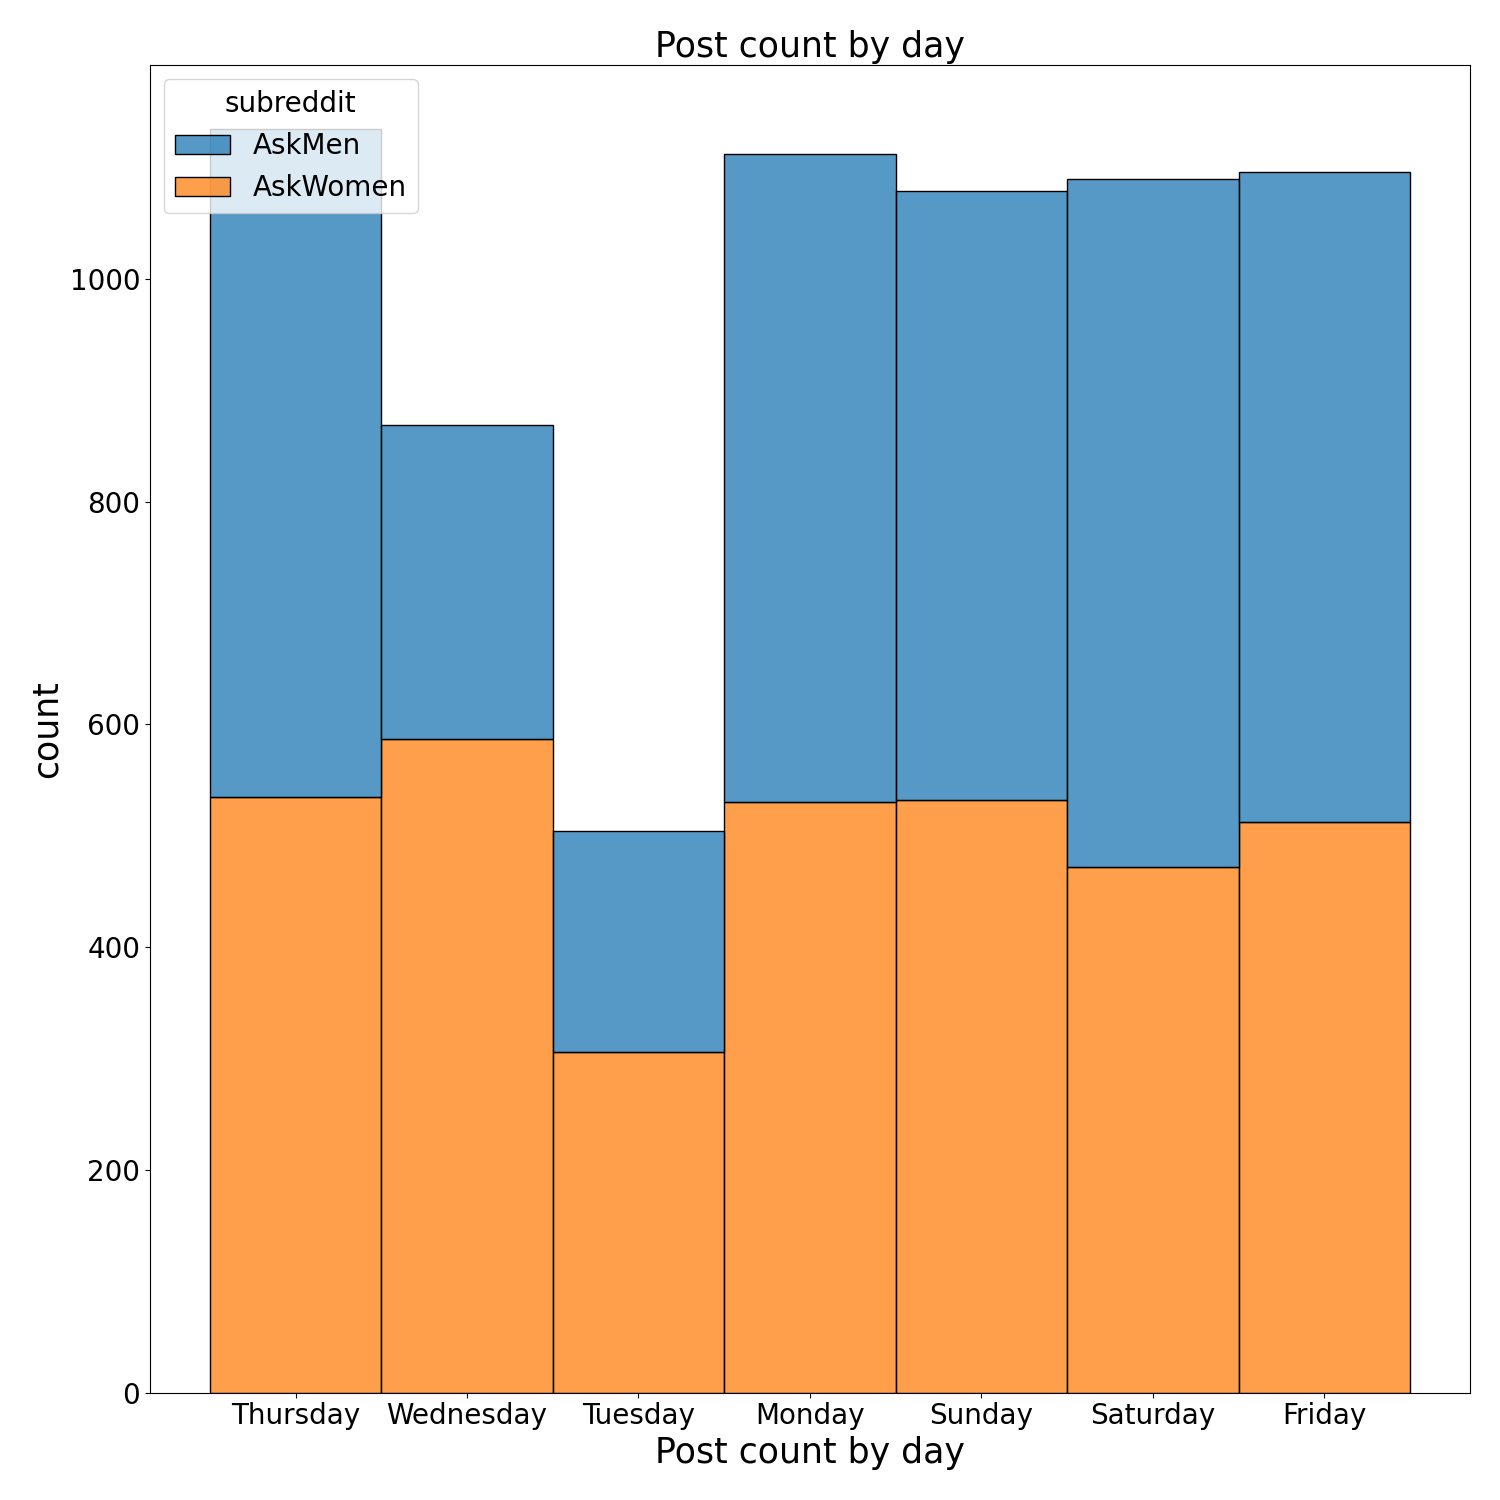 Post count by day
subreddit
AskMen
AskWomen
1000
800
600
400
200
0
count
Thursday Wednesday Tuesday Monday Sunday Saturday Friday
Post count by day